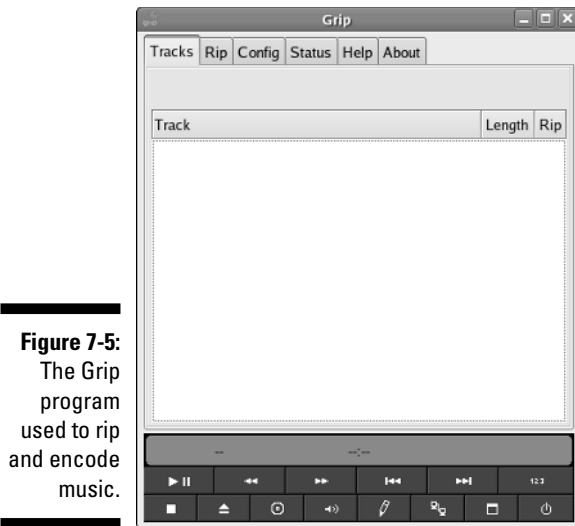 Grip
Tracks Rip Config Status Help About
Track Length Rip
-- --:--
123
Figure 7-5:
The Grip
program
used to rip
and encode
music.